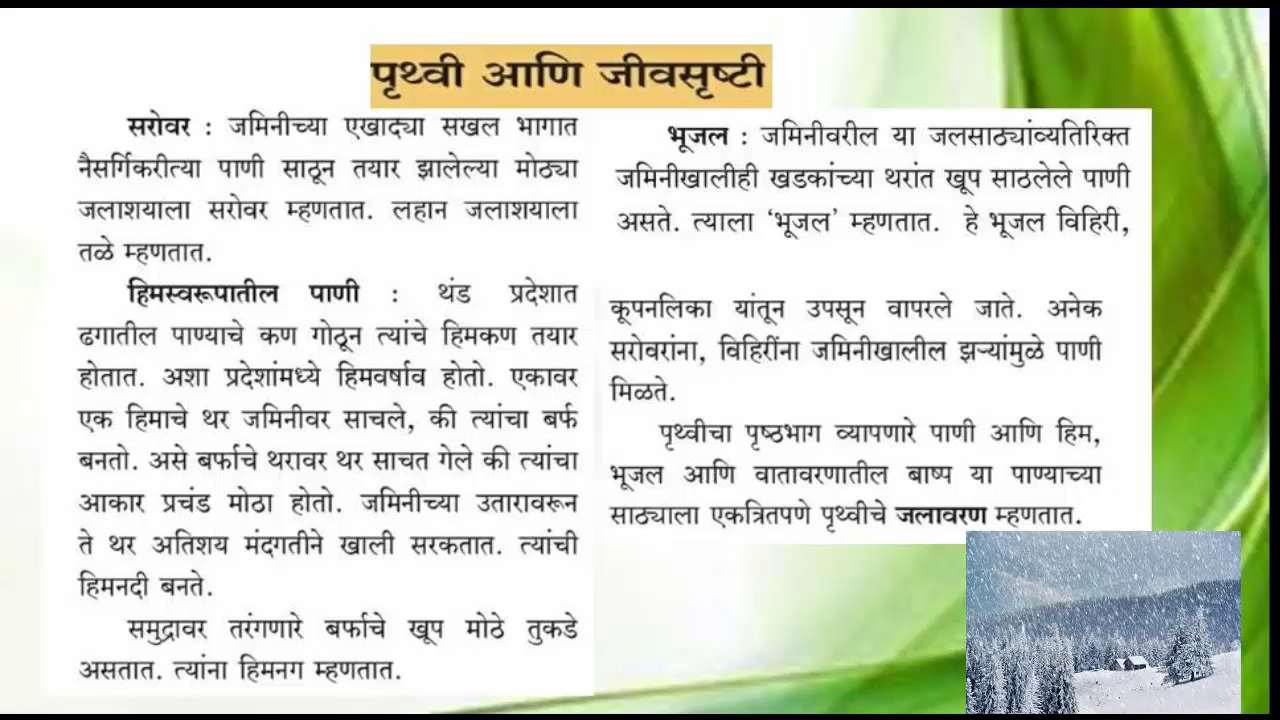 पृथ्वी आणि जीवसृष्टी
सरोवर : जमिनीच्या एखाद्या सखल भागात
नैसर्गिकरीत्या पाणी साठून तयार झालेल्या मोठ्या
जलाशयाला सरोवर म्हणतात. लहान जलाशयाला
तळे म्हणतात.
हिमस्वरूपातील पाणी : थंड प्रदेशात
ढगातील पाण्याचे कण गोठून त्यांचे हिमकण तयार
होतात. अशा प्रदेशांमध्ये हिमवर्षाव होतो. एकावर
एक हिमाचे थर जमिनीवर साचले, की त्यांचा बर्फ
बनतो. असे बर्फाचे थरावर थर साचत गेले की त्यांचा
आकार प्रचंड मोठा होतो. जमिनीच्या उतारावरून
ते थर अतिशय मंदगतीने खाली सरकतात. त्यांची
हिमनदी बनते.
समुद्रावर तरंगणारे बर्फाचे खूप मोठे तुकडे
असतात. त्यांना हिमनग म्हणतात.
भूजल : जमिनीवरील या जलसाठ्यांव्यतिरिक्त
जमिनीखालीही खडकांच्या थरांत खूप साठलेले पाणी
असते. त्याला ‘भूजल’ म्हणतात. हे भूजल विहिरी,
कूपनलिका यांतून उपसून वापरले जाते. अनेक
सरोवरांना, विहिरींना जमिनीखालील झऱ्यांमुळे पाणी
मिळते.
पृथ्वीचा पृष्ठभाग व्यापणारे पाणी आणि हिम,
भूजल आणि वातावरणातील बाष्प या पाण्याच्या
साठ्याला एकत्रितपणे पृथ्वीचे जलावरण म्हणतात.